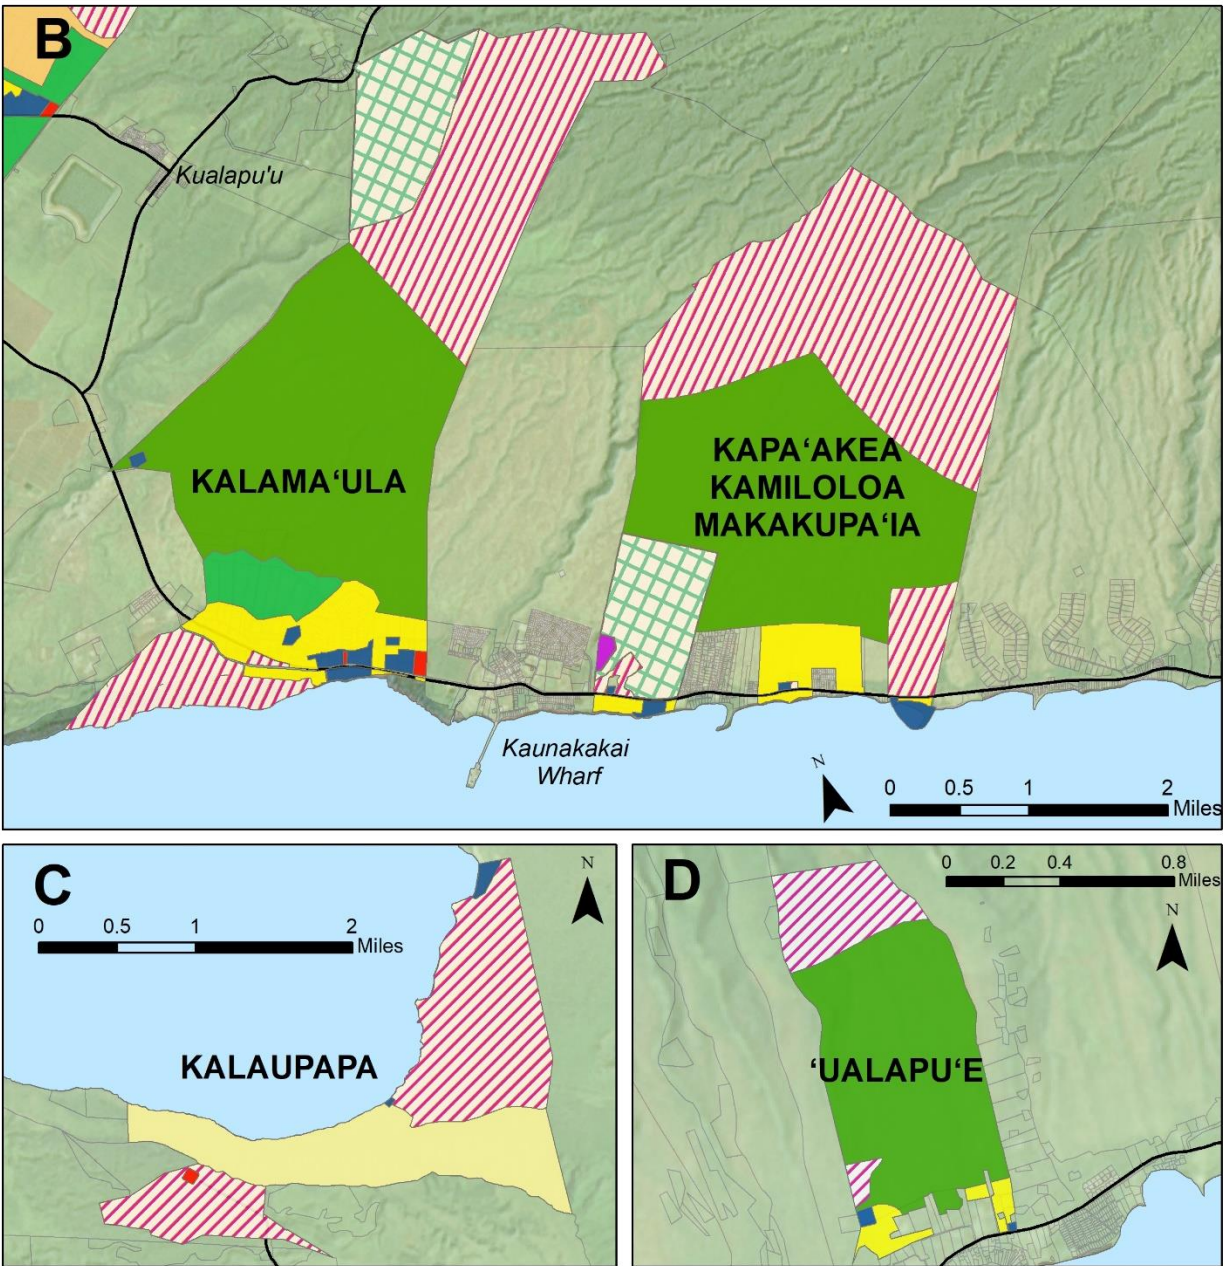 B
Kualapu'u
KALAMA‘ULA
KAPA‘AKEA
KAMILOLOA
MAKAKUPA‘IA
Kaunakakai
Wharf
N
0 0.5 1 2
Miles
C
N
0 0.5 1 2
Miles
KALAUPAPA
D
0 0.2 0.4 0.8
Miles
N
‘UALAPU‘E